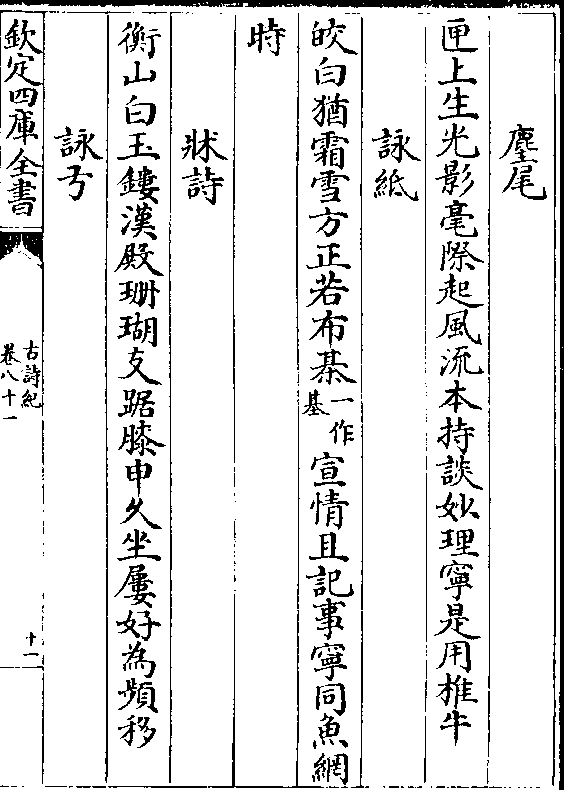 麈尾
匣上生光影毫際起風流本持談妙理寧是用椎牛
詠紙
皎白猶霜雪方正若布棊一作基宣情且記事寧同魚網
時
牀詩
衡山白玉鏤漢殿珊瑚支踞膝申久坐屢好為頻移
詠弓
欽定四庫全書
古詩紀
卷八十一
十一